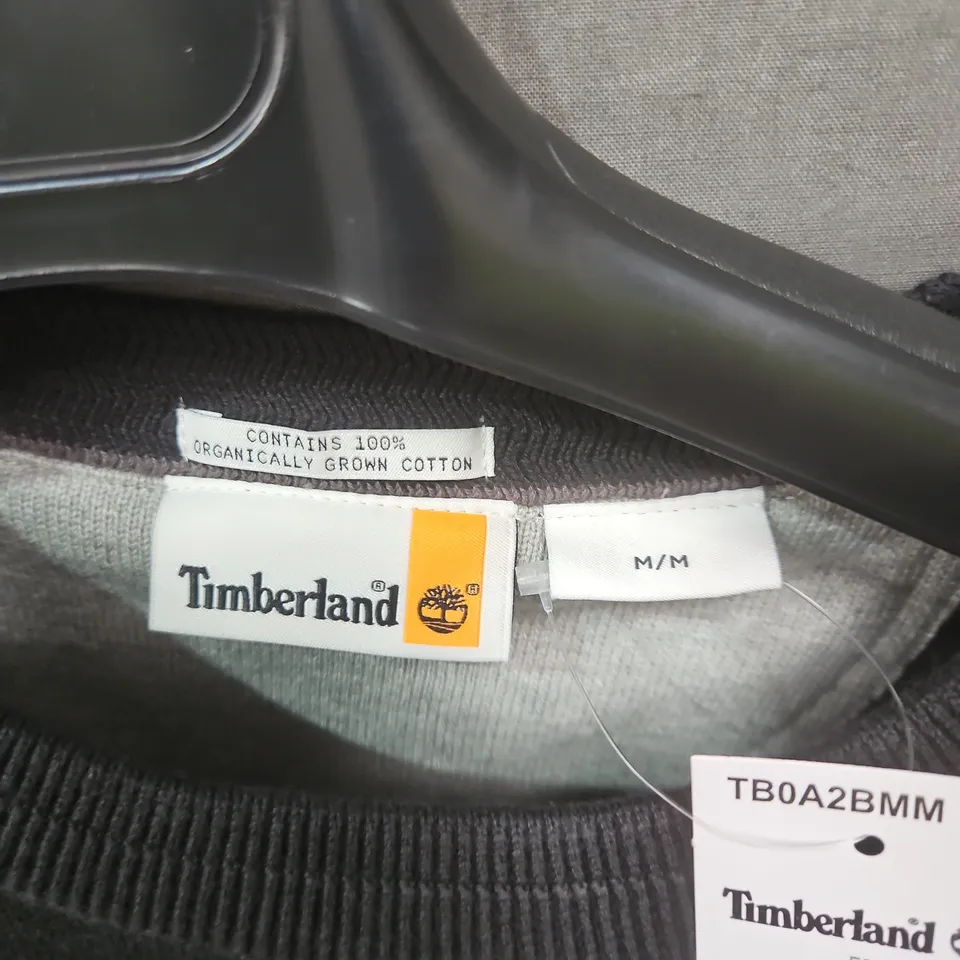 CONTAINS 100%
ORGANICALLY GROWN COTTON
Timberland®
®
M/M
TB0A2BMM
Timberland®